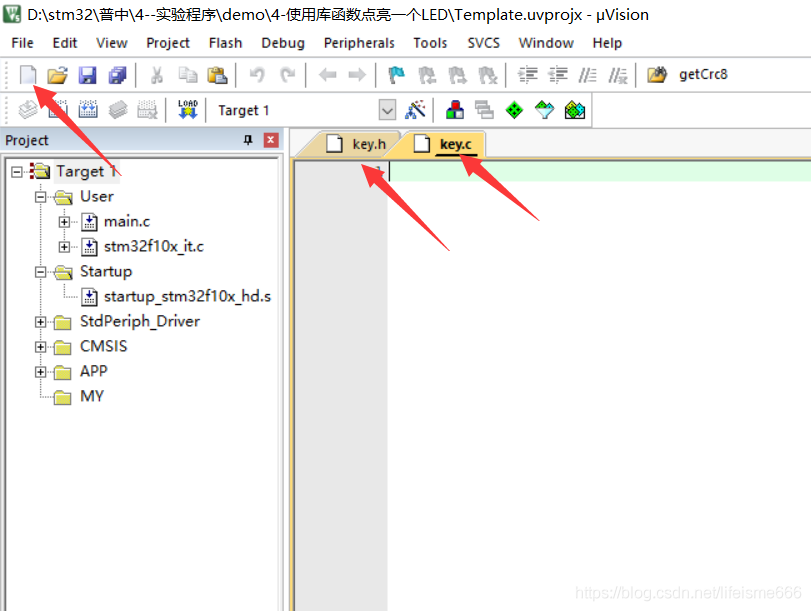 D:\stm32\普中\4--实验程序\demo\4-使用库函数点亮一个LED\Template.uvprojx - µVision
File Edit View Project Flash Debug Peripherals Tools SVCS Window Help
getCrc8
LOAD Target 1
Project
key.h key.c
Target 1
User
main.c
stm32f10x_it.c
Startup
startup_stm32f10x_hd.s
StdPeriph_Driver
CMSIS
APP
MY
https://blog.csdn.net/lifeisme666